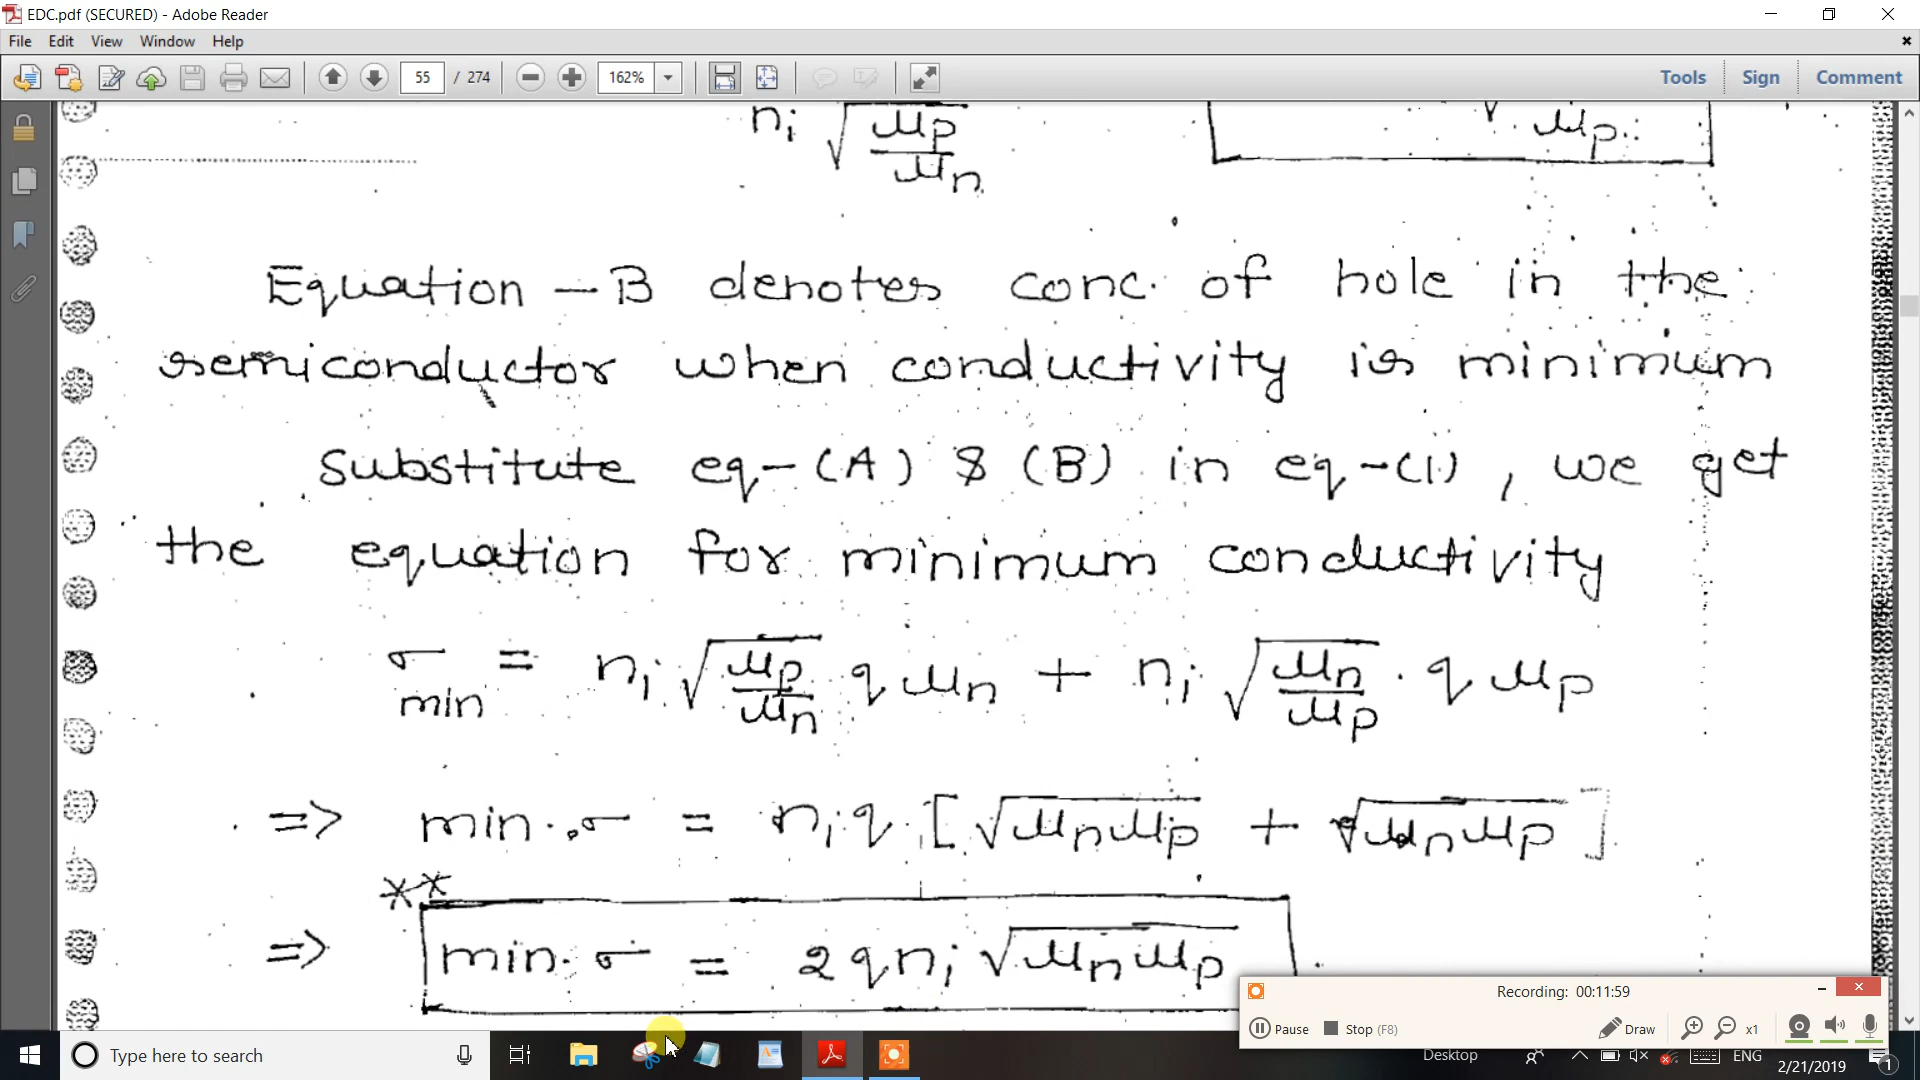 EDC.pdf (SECURED) - Adobe Reader
File Edit View Window Help
55 / 274 162% Tools Sign Comment
nᵢ √(μp/μn)
√ μp
Equation - B denotes conc. of hole in the
semiconductor when conductivity is minimum
Substitute eq-(A) & (B) in eq-(1), we get
the equation for minimum conductivity
σmin = nᵢ √(μp/μn) q μn + nᵢ √(μn/μp) · q μp
=> min. σ = nᵢ q [√(μn μp) + √(μn μp)]
**
=> min. σ = 2 q nᵢ √(μn μp)
Recording: 00:11:59
Pause Stop (F8) Draw x1
Type here to search
Desktop ENG
2/21/2019 1